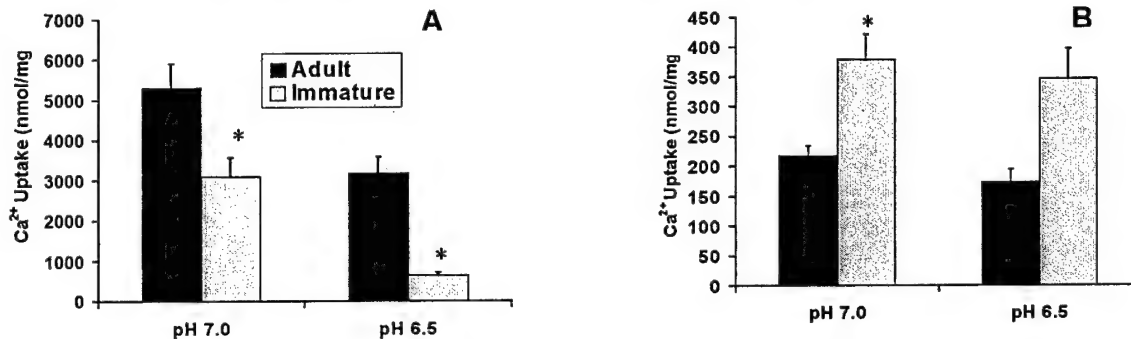 A
Ca²⁺ Uptake (nmol/mg)
7000
6000
5000
4000
3000
2000
1000
0
Adult
Immature
*
*
pH 7.0
pH 6.5
B
Ca²⁺ Uptake (nmol/mg
450
400
350
300
250
200
150
100
50
0
*
pH 7.0
pH 6.5